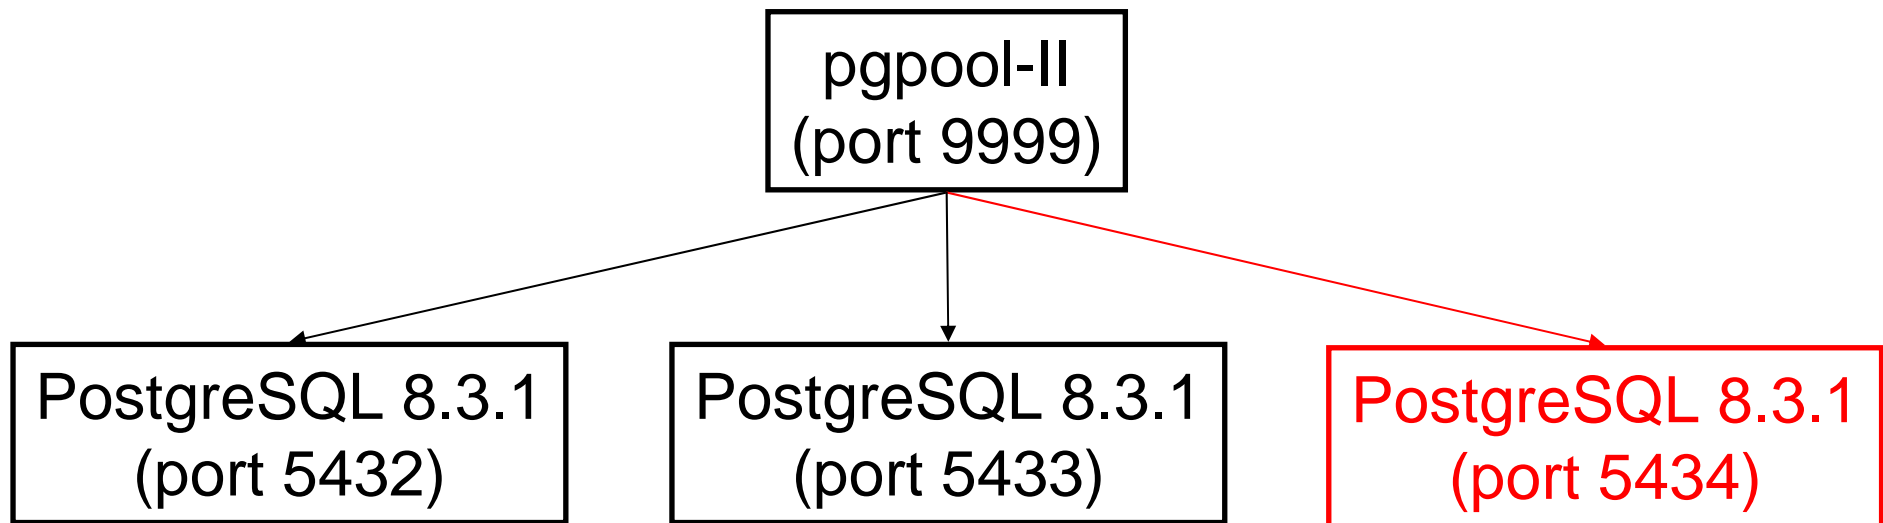 pgpool-II
(port 9999)
PostgreSQL 8.3.1
(port 5432)
PostgreSQL 8.3.1
(port 5433)
PostgreSQL 8.3.1
(port 5434)